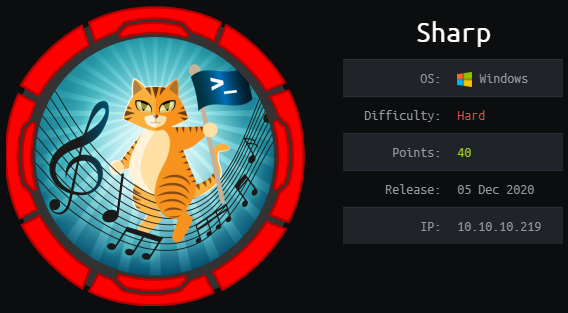 Sharp
OS: Windows
Difficulty: Hard
Points: 40
Release: 05 Dec 2020
IP: 10.10.10.219
>_